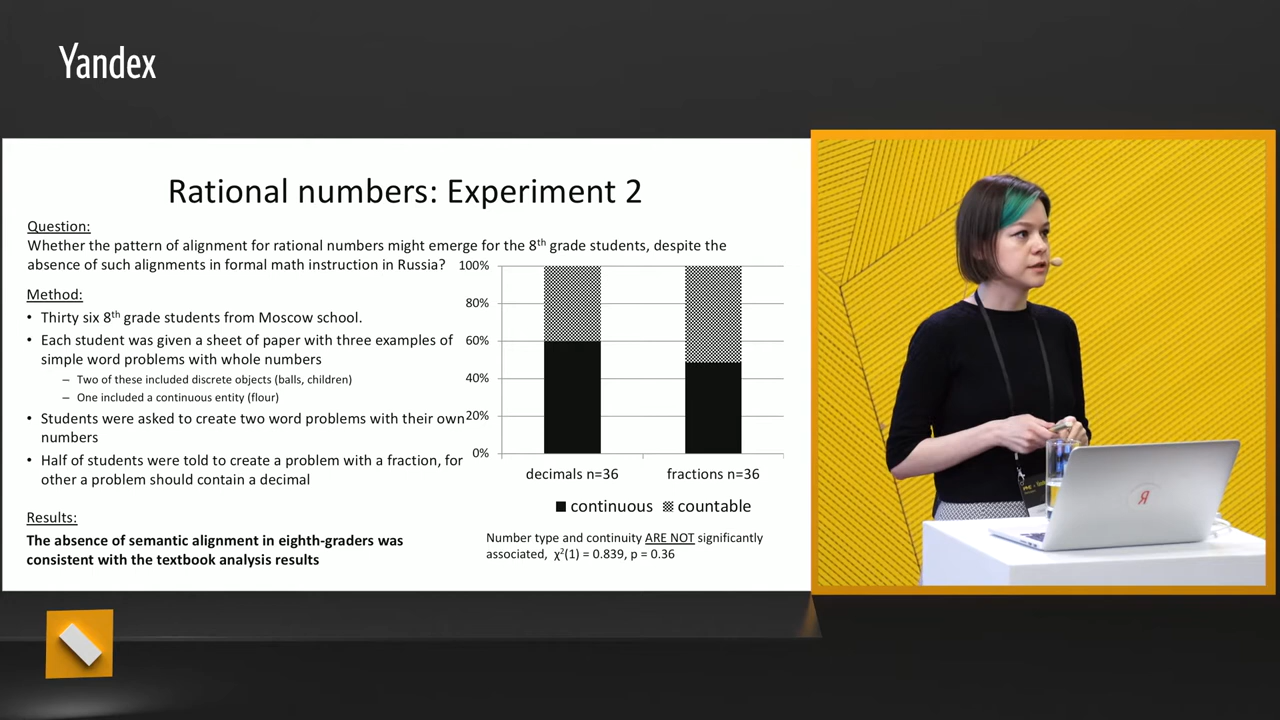 Yandex
Rational numbers: Experiment 2
Question:
Whether the pattern of alignment for rational numbers might emerge for the 8th grade students, despite the
absence of such alignments in formal math instruction in Russia?
Method:
• Thirty six 8th grade students from Moscow school.
• Each student was given a sheet of paper with three examples of
simple word problems with whole numbers
– Two of these included discrete objects (balls, children)
– One included a continuous entity (flour)
• Students were asked to create two word problems with their own
numbers
• Half of students were told to create a problem with a fraction, for
other a problem should contain a decimal
Results:
The absence of semantic alignment in eighth-graders was
consistent with the textbook analysis results
100%
80%
60%
40%
20%
0%
decimals n=36 fractions n=36
continuous countable
Number type and continuity ARE NOT significantly
associated, χ²(1) = 0.839, p = 0.36
Я